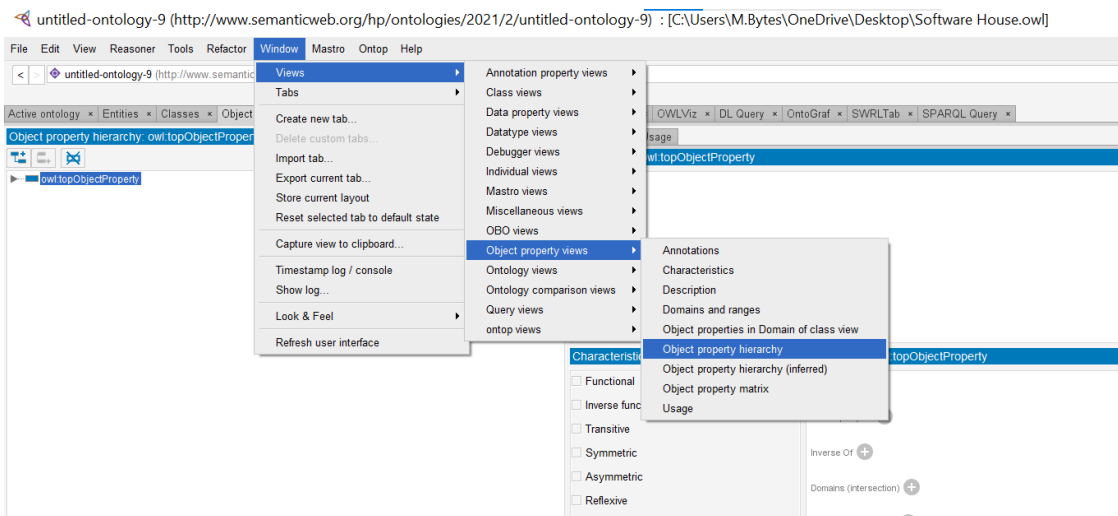 untitled-ontology-9 (http://www.semanticweb.org/hp/ontologies/2021/2/untitled-ontology-9) : [C:\Users\M.Bytes\OneDrive\Desktop\Software House.owl]
File Edit View Reasoner Tools Refactor Window Mastro Ontop Help
< > untitled-ontology-9 (http://www.semantic
Active ontology × Entities × Classes × Object
OWLViz × DL Query × OntoGraf × SWRLTab × SPARQL Query ×
Object property hierarchy: owl:topObjectProper
owl:topObjectProperty
Views
Tabs
Create new tab...
Delete custom tabs...
Import tab...
Export current tab...
Store current layout
Reset selected tab to default state
Capture view to clipboard...
Timestamp log / console
Show log...
Look & Feel
Refresh user interface
Annotation property views
Class views
Data property views
Datatype views
Debugger views
Individual views
Mastro views
Miscellaneous views
OBO views
Object property views
Ontology views
Ontology comparison views
Query views
ontop views
sage
wl:topObjectProperty
Annotations
Characteristics
Description
Domains and ranges
Object properties in Domain of class view
Object property hierarchy
Object property hierarchy (inferred)
Object property matrix
Usage
Characteristi
:topObjectProperty
Functional
Inverse func
Transitive
Symmetric
Asymmetric
Reflexive
Inverse Of
Domains (intersection)